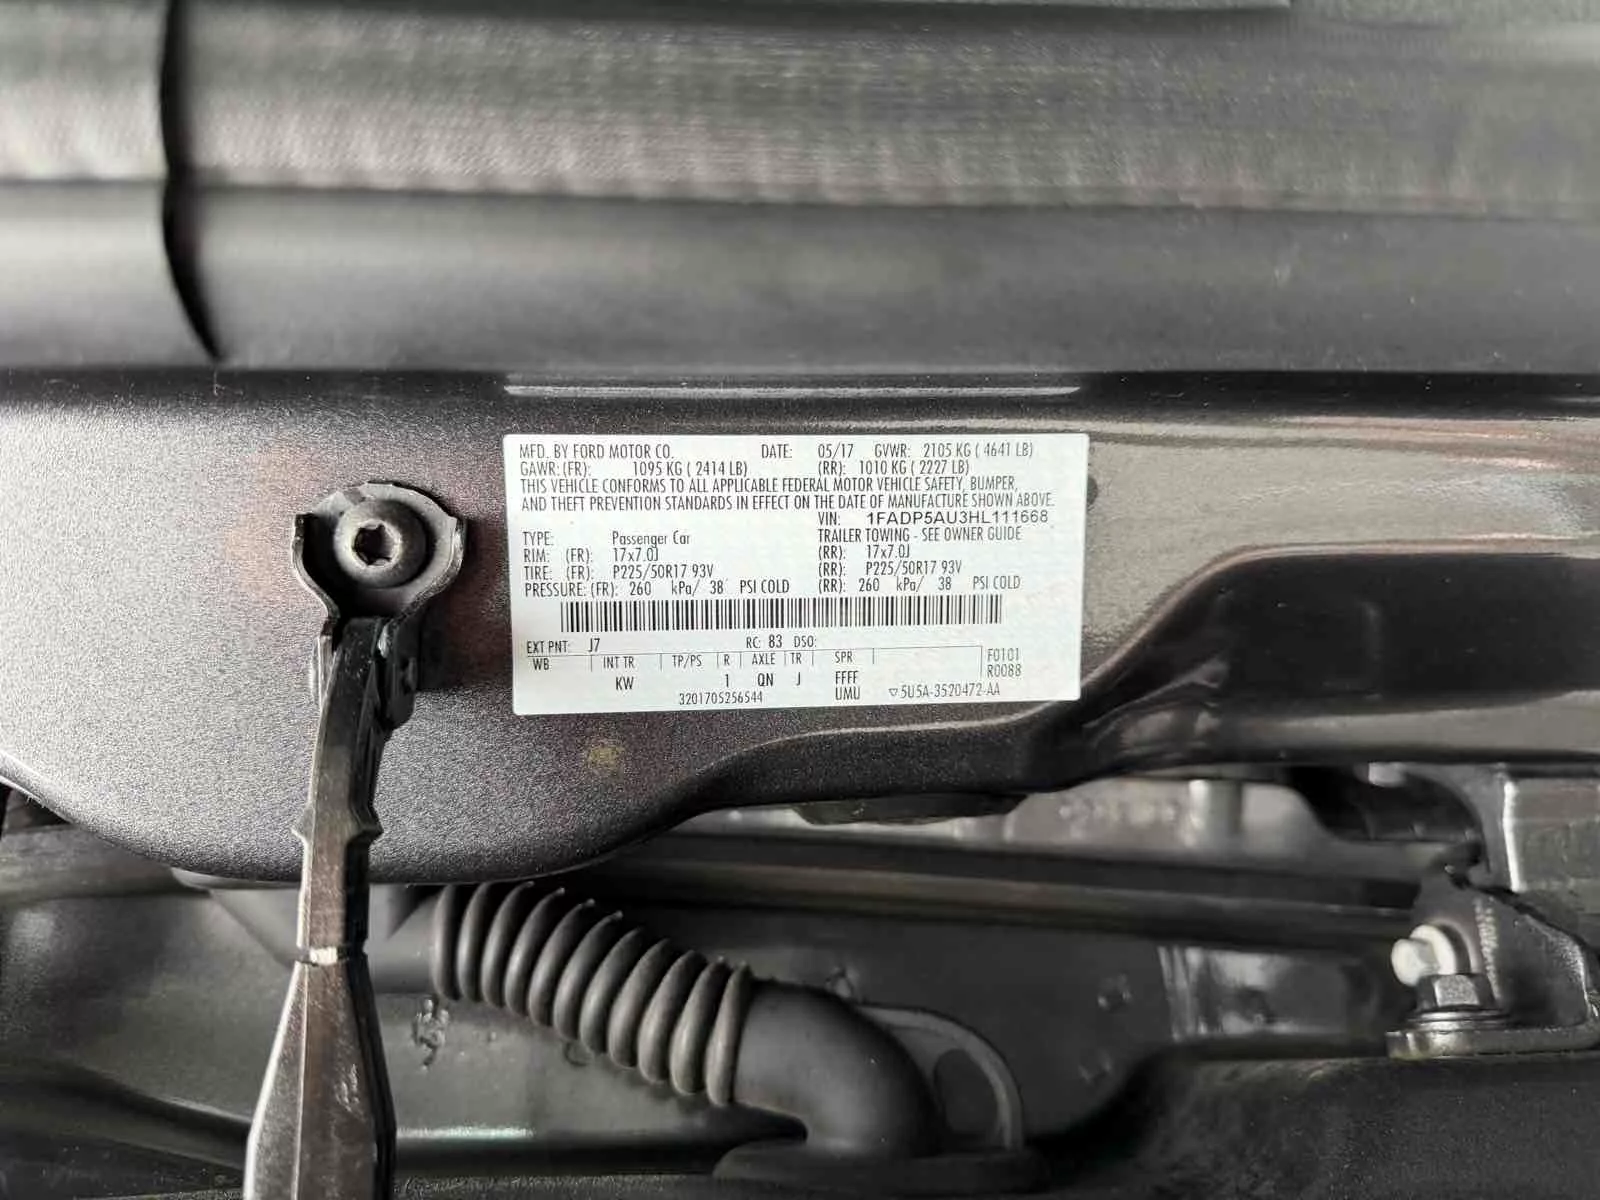 MFD. BY FORD MOTOR CO. DATE: 05/17 GVWR: 2105 KG ( 4641 LB)
GAWR: (FR): 1095 KG ( 2414 LB) (RR): 1010 KG ( 2227 LB)
THIS VEHICLE CONFORMS TO ALL APPLICABLE FEDERAL MOTOR VEHICLE SAFETY, BUMPER,
AND THEFT PREVENTION STANDARDS IN EFFECT ON THE DATE OF MANUFACTURE SHOWN ABOVE.
VIN: 1FADP5AU3HL111668
TYPE: Passenger Car TRAILER TOWING - SEE OWNER GUIDE
RIM: (FR): 17x7.0J (RR): 17x7.0J
TIRE: (FR): P225/50R17 93V (RR): P225/50R17 93V
PRESSURE: (FR): 260 kPa/ 38 PSI COLD (RR): 260 kPa/ 38 PSI COLD
EXT PNT: J7 RC: 83 DSO:
WB INT TR TP/PS R AXLE TR SPR F0101
R0088
KW 1 QN J FFFF
3201705256544 UMU 5U5A-3520472-AA